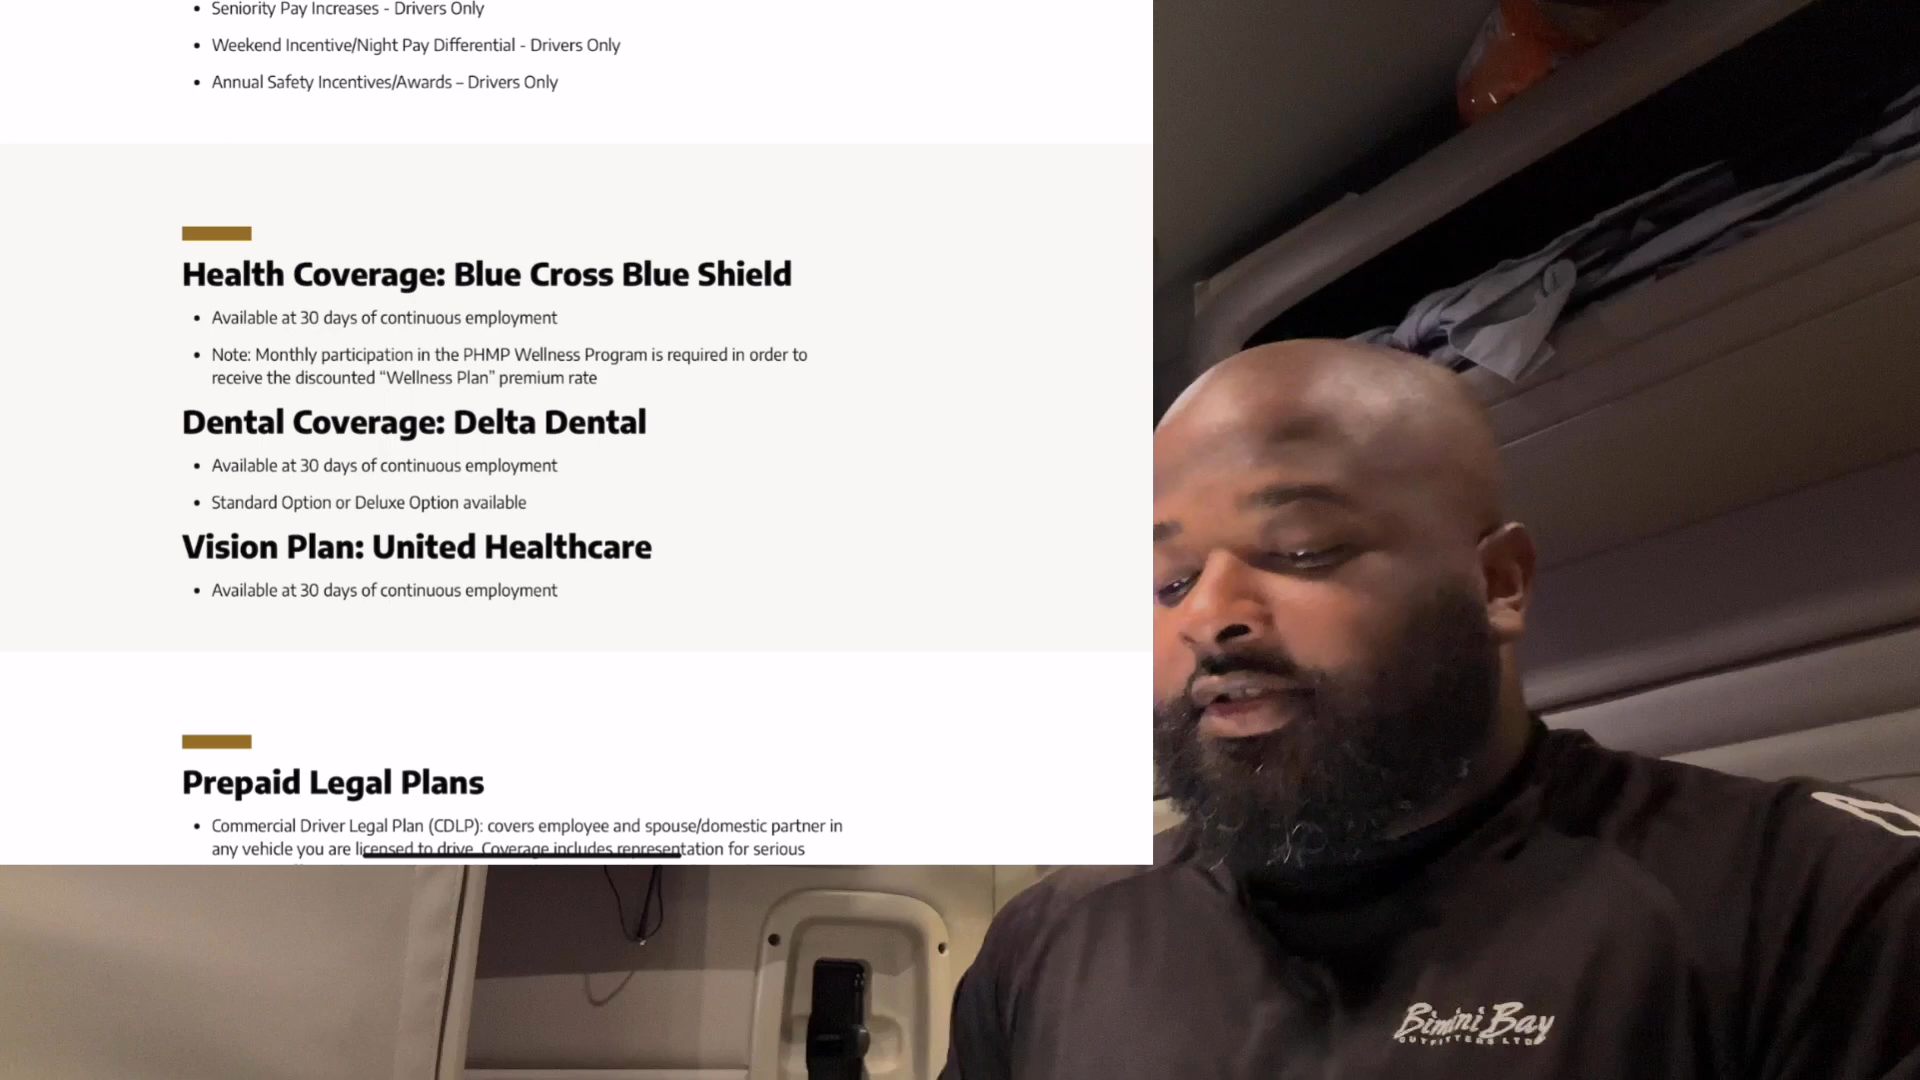 • Seniority Pay Increases - Drivers Only
• Weekend Incentive/Night Pay Differential - Drivers Only
• Annual Safety Incentives/Awards – Drivers Only
Health Coverage: Blue Cross Blue Shield
• Available at 30 days of continuous employment
• Note: Monthly participation in the PHMP Wellness Program is required in order to
receive the discounted “Wellness Plan” premium rate
Dental Coverage: Delta Dental
• Available at 30 days of continuous employment
• Standard Option or Deluxe Option available
Vision Plan: United Healthcare
• Available at 30 days of continuous employment
Prepaid Legal Plans
• Commercial Driver Legal Plan (CDLP): covers employee and spouse/domestic partner in
any vehicle you are licensed to drive. Coverage includes representation for serious
Bimini Bay
OUTFITTERS LTD